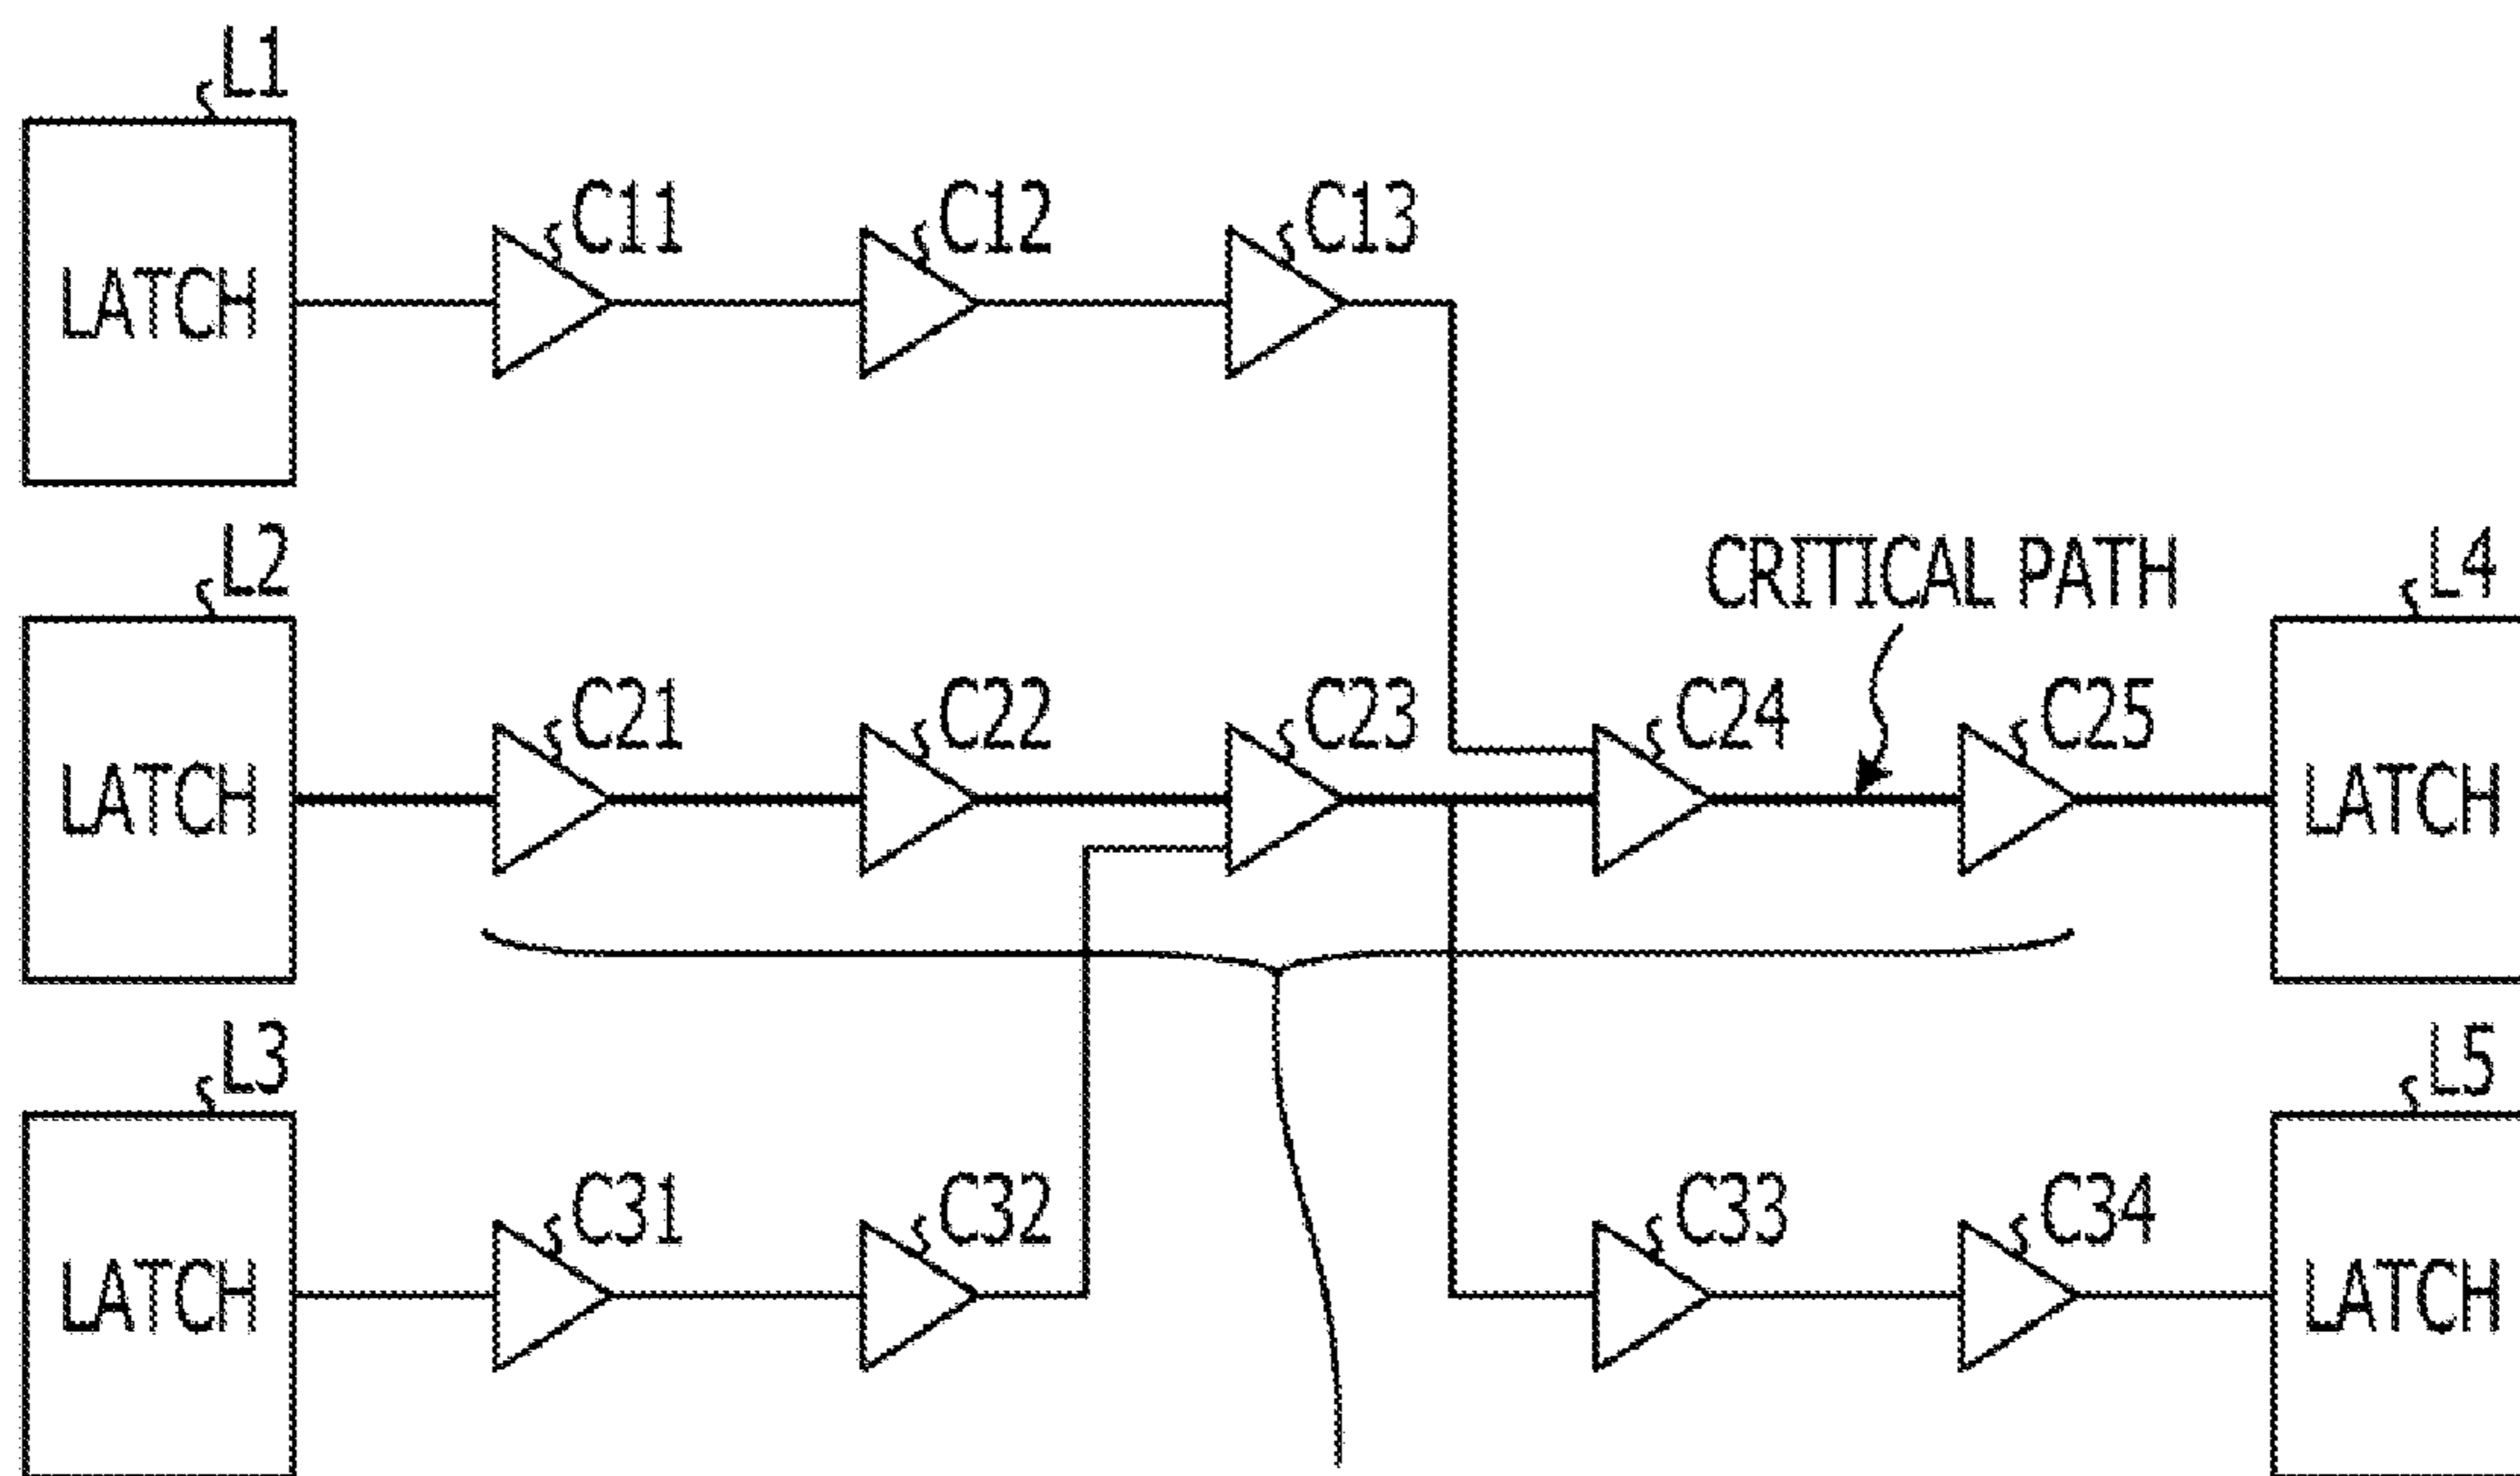 L1
LATCH
C11
C12
C13
L2
LATCH
C21
C22
C23
CRITICAL PATH
C24
C25
L4
LATCH
L3
LATCH
C31
C32
C33
C34
L5
LATCH